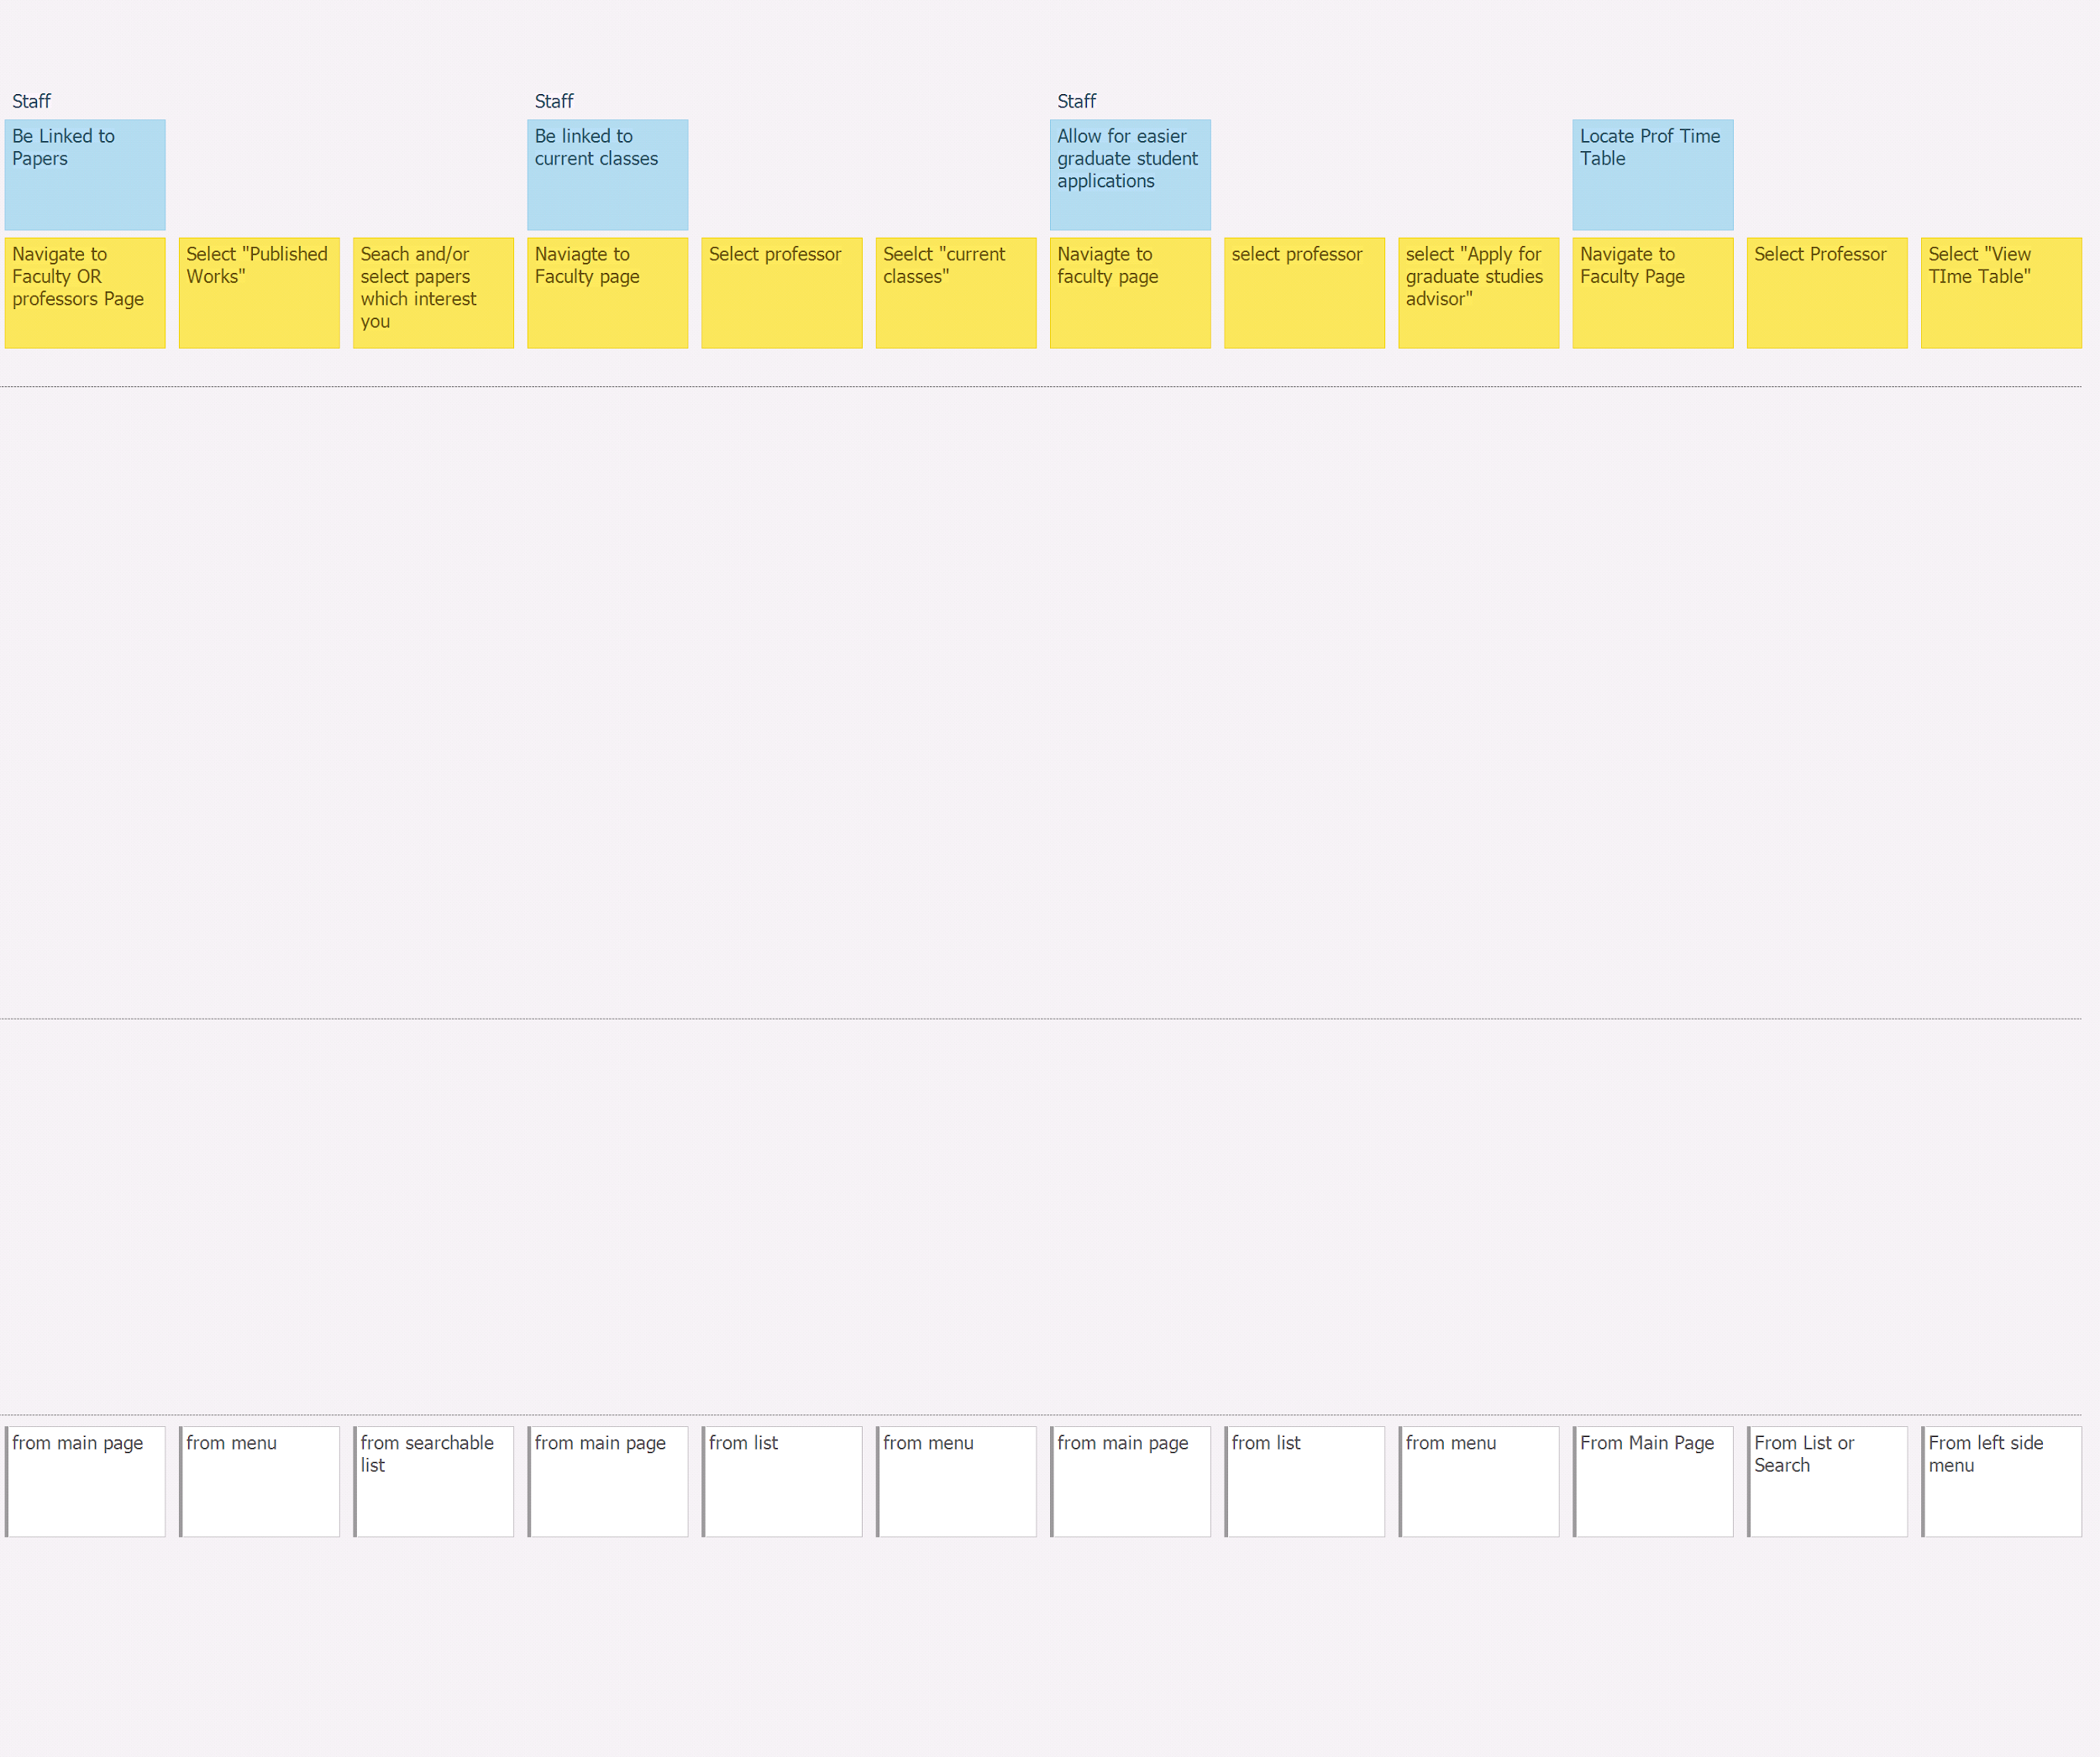 Staff
Staff
Staff
Be Linked to
Papers
Be linked to
current classes
Allow for easier
graduate student
applications
Locate Prof Time
Table
Navigate to
Faculty OR
professors Page
Select "Published
Works"
Seach and/or
select papers
which interest
you
Naviagte to
Faculty page
Select professor
Seelct "current
classes"
Naviagte to
faculty page
select professor
select "Apply for
graduate studies
advisor"
Navigate to
Faculty Page
Select Professor
Select "View
TIme Table"
from main page
from menu
from searchable
list
from main page
from list
from menu
from main page
from list
from menu
From Main Page
From List or
Search
From left side
menu